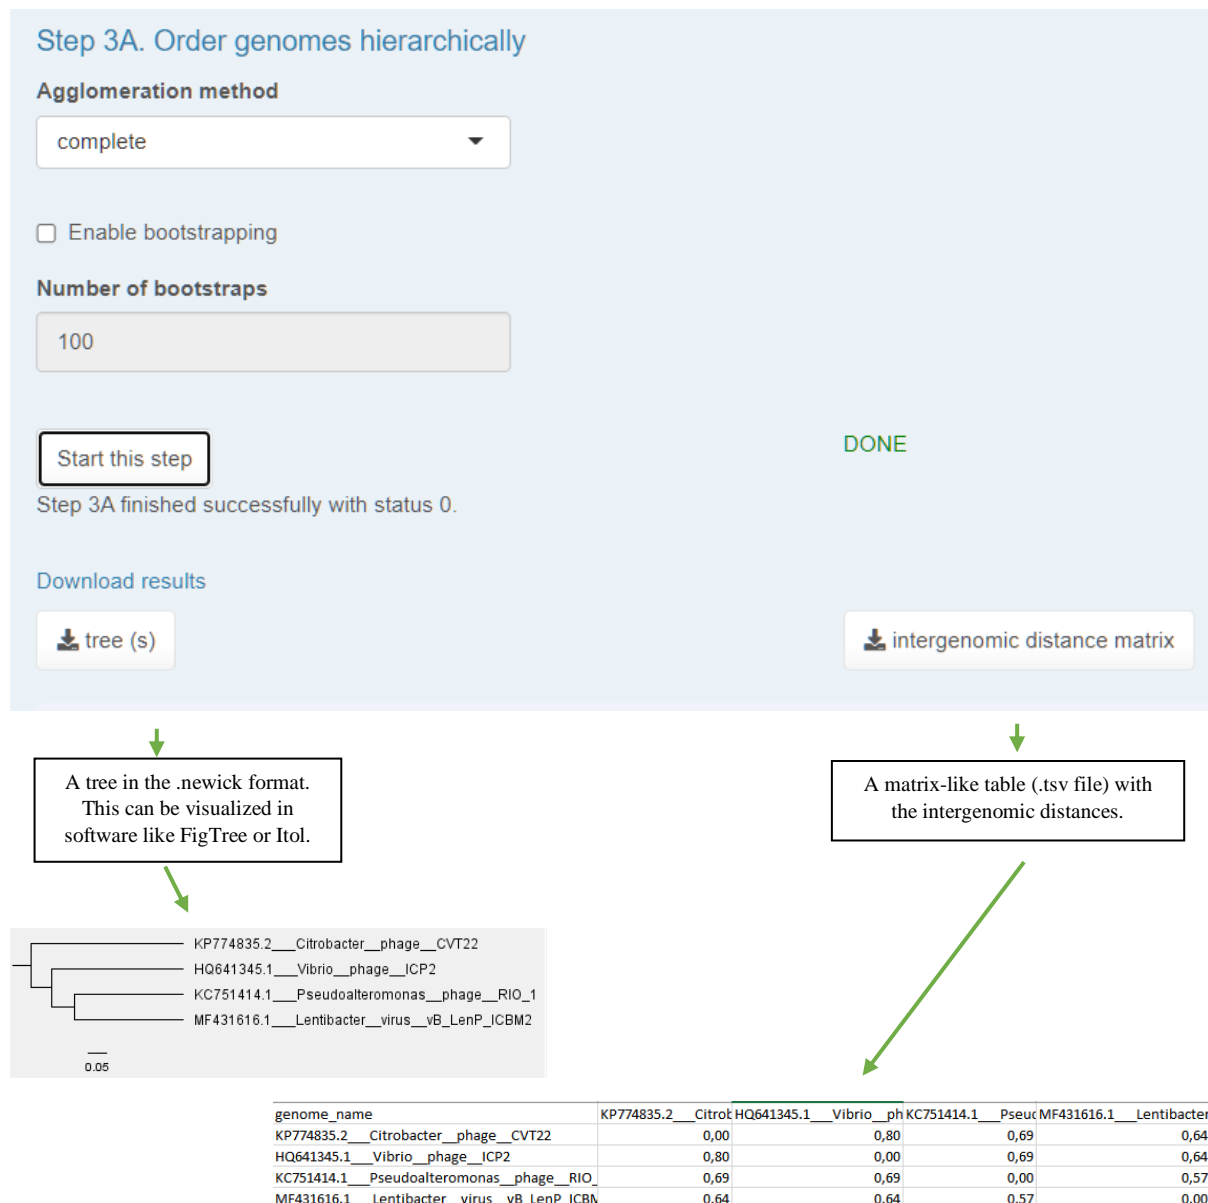 Step 3A. Order genomes hierarchically
Agglomeration method
complete
Enable bootstrapping
Number of bootstraps
100
Start this step
DONE
Step 3A finished successfully with status 0.
Download results
tree (s)
intergenomic distance matrix
A tree in the .newick format.
This can be visualized in
software like FigTree or Itol.
A matrix-like table (.tsv file) with
the intergenomic distances.
KP774835.2___Citrobacter__phage__CVT22
HQ641345.1___Vibrio__phage__ICP2
KC751414.1___Pseudoalteromonas__phage__RIO_1
MF431616.1___Lentibacter__virus__vB_LenP_ICBM2
0.05
genome_name KP774835.2___Citrob HQ641345.1___Vibrio__ph KC751414.1___Pseud MF431616.1___Lentibacter
KP774835.2___Citrobacter__phage__CVT22 0,00 0,80 0,69 0,64
HQ641345.1___Vibrio__phage__ICP2 0,80 0,00 0,69 0,64
KC751414.1___Pseudoalteromonas__phage__RIO_ 0,69 0,69 0,00 0,57
MF431616.1___Lentibacter__virus__vB_LenP_ICBM 0,64 0,64 0,57 0,00